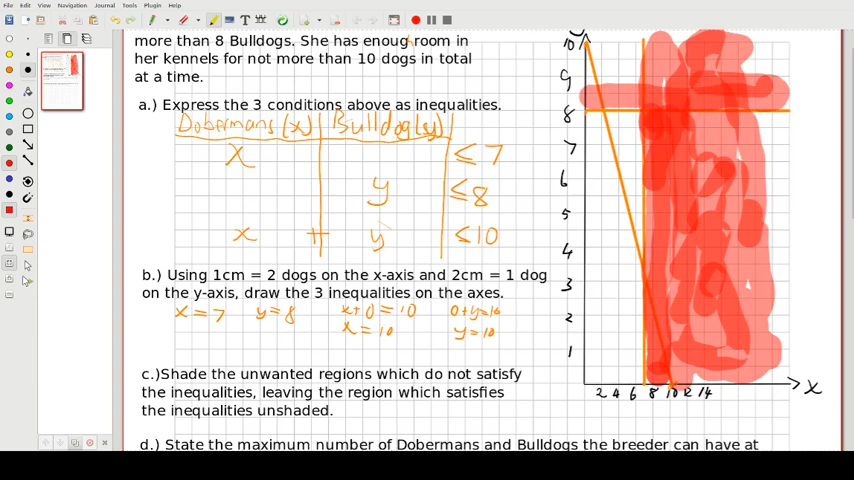 File Edit View Navigation Journal Tools Plugin Help
more than 8 Bulldogs. She has enough room in
her kennels for not more than 10 dogs in total
at a time.
a.) Express the 3 conditions above as inequalities.
Dobermans (x) Bulldog (y)
x ≤ 7
y ≤ 8
x + y ≤ 10
b.) Using 1cm = 2 dogs on the x-axis and 2cm = 1 dog
on the y-axis, draw the 3 inequalities on the axes.
x = 7 y = 8 x + 0 = 10 0 + y = 10
x = 10 y = 10
c.)Shade the unwanted regions which do not satisfy
the inequalities, leaving the region which satisfies
the inequalities unshaded.
d.) State the maximum number of Dobermans and Bulldogs the breeder can have at
10
9
8
7
6
5
4
3
2
1
2 4 6 8 10 12 14 x